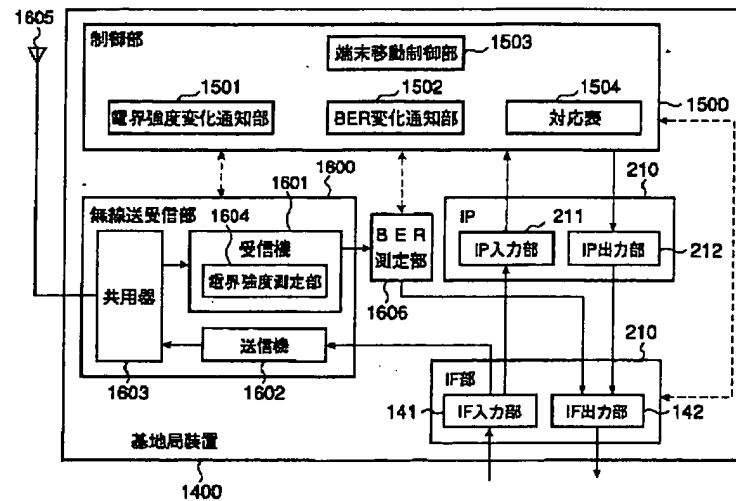 1605
制御部
端末移動制御部
1503
1501
1502
1504
電界強度変化通知部
BER変化通知部
対応表
1500
1600
1601
210
無線送受信部
1604
受信機
電界強度測定部
共用器
BER
測定部
1606
IP
211
IP入力部
IP出力部
212
送信機
1603
1602
210
IF部
141
IF入力部
IF出力部
142
基地局装置
1400